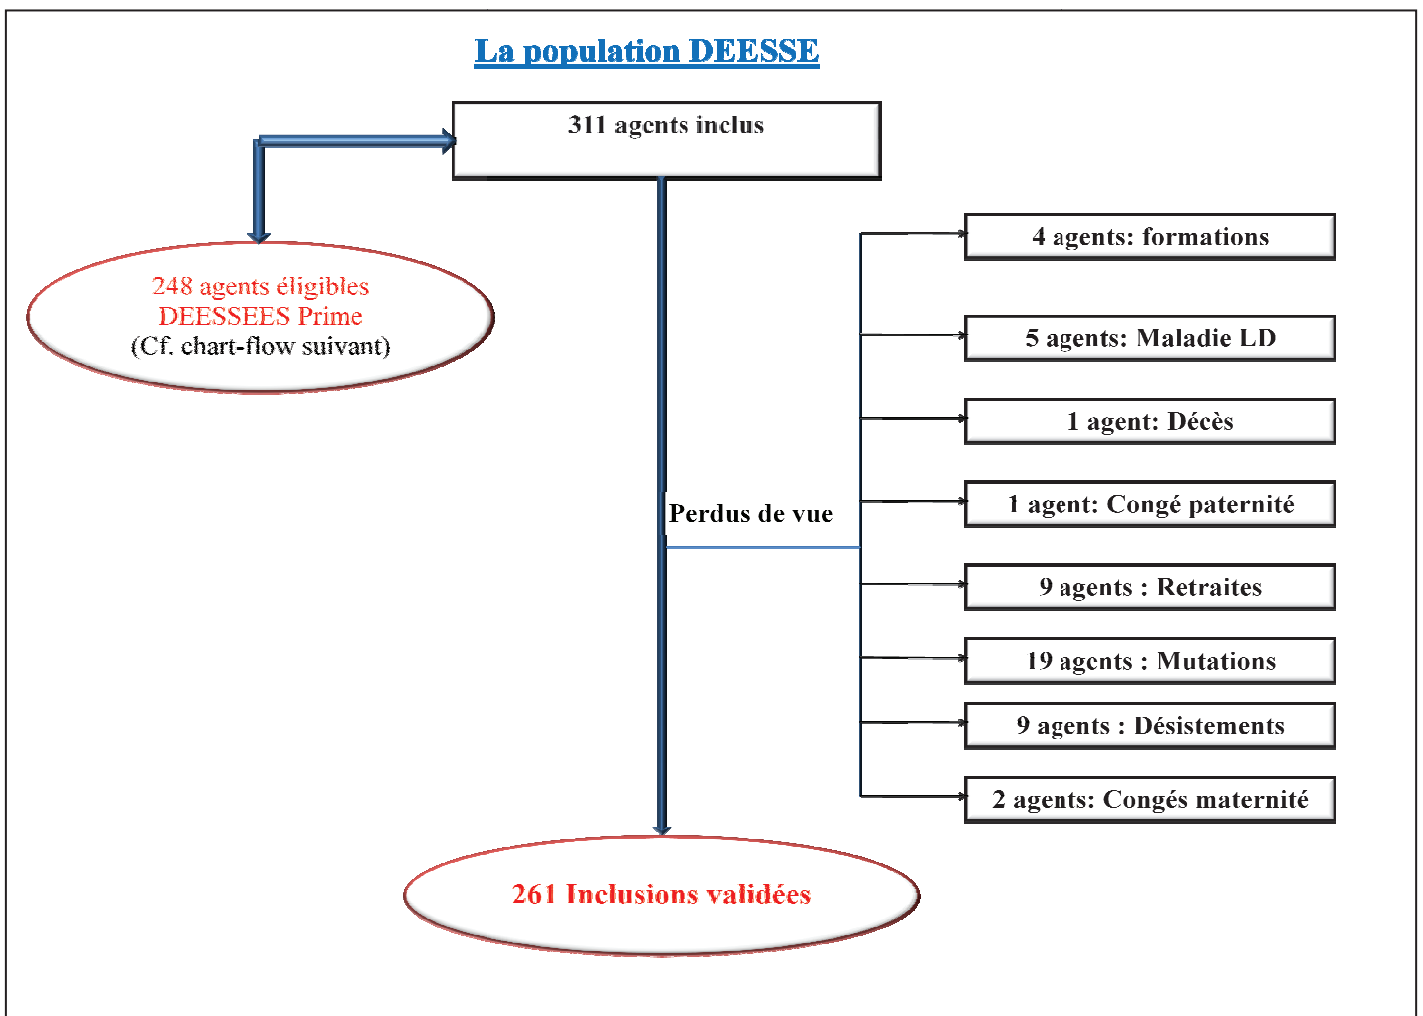 La population DEESSE
311 agents inclus
248 agents éligibles
DEESSEES Prime
(Cf. chart-flow suivant)
4 agents: formations
5 agents: Maladie LD
1 agent: Décès
1 agent: Congé paternité
Perdus de vue
9 agents : Retraites
19 agents : Mutations
9 agents : Désistements
2 agents: Congés maternité
261 Inclusions validées